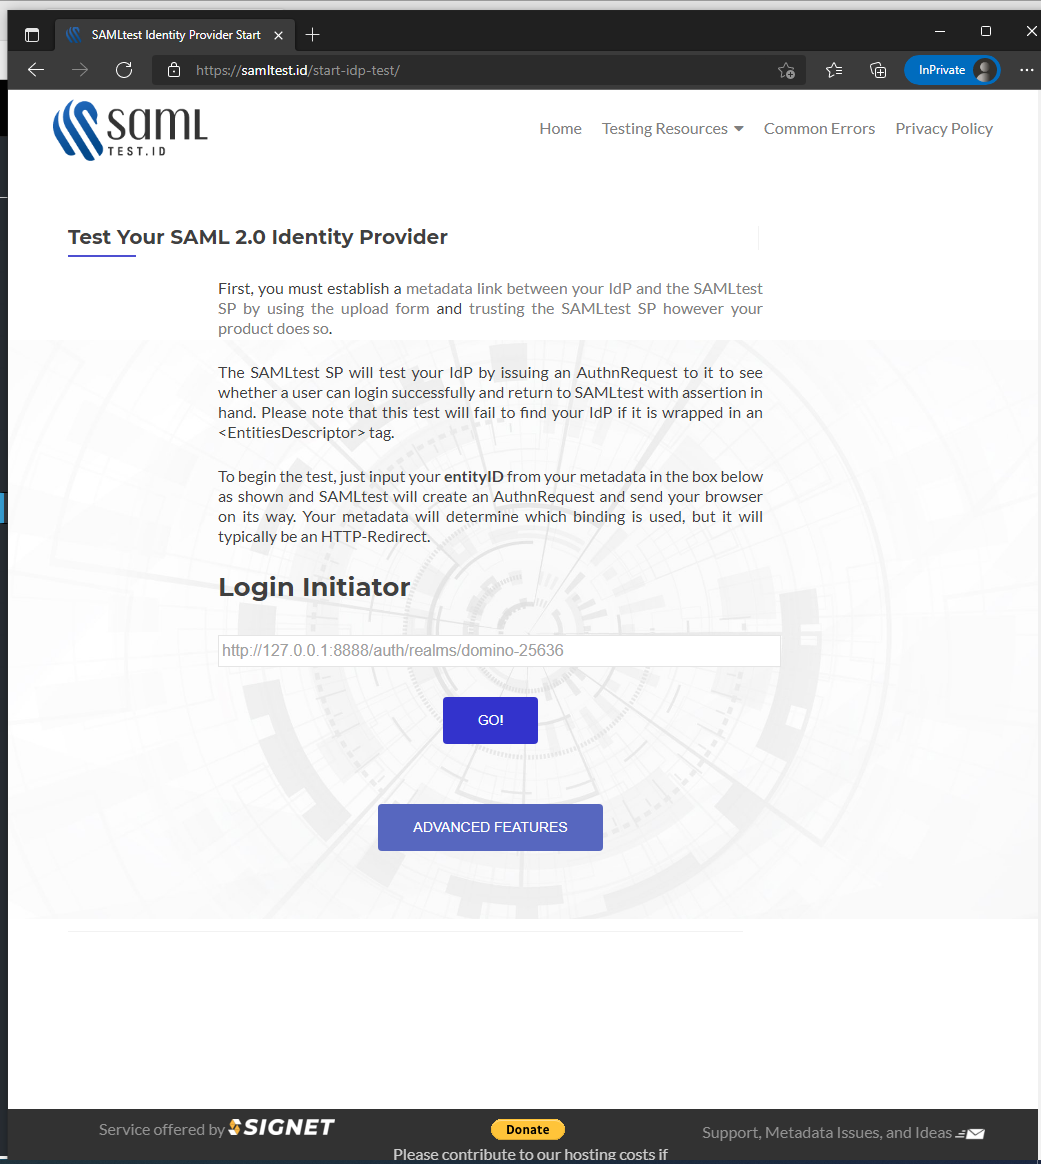 SAMLtest Identity Provider Start
https://samltest.id/start-idp-test/
InPrivate
samL
TEST.ID
Home Testing Resources Common Errors Privacy Policy
Test Your SAML 2.0 Identity Provider
First, you must establish a metadata link between your IdP and the SAMLtest
SP by using the upload form and trusting the SAMLtest SP however your
product does so.
The SAMLtest SP will test your IdP by issuing an AuthnRequest to it to see
whether a user can login successfully and return to SAMLtest with assertion in
hand. Please note that this test will fail to find your IdP if it is wrapped in an
<EntitiesDescriptor> tag.
To begin the test, just input your entityID from your metadata in the box below
as shown and SAMLtest will create an AuthnRequest and send your browser
on its way. Your metadata will determine which binding is used, but it will
typically be an HTTP-Redirect.
Login Initiator
http://127.0.0.1:8888/auth/realms/domino-25636
GO!
ADVANCED FEATURES
Service offered by SIGNET
Donate
Support, Metadata Issues, and Ideas
Please contribute to our hosting costs if